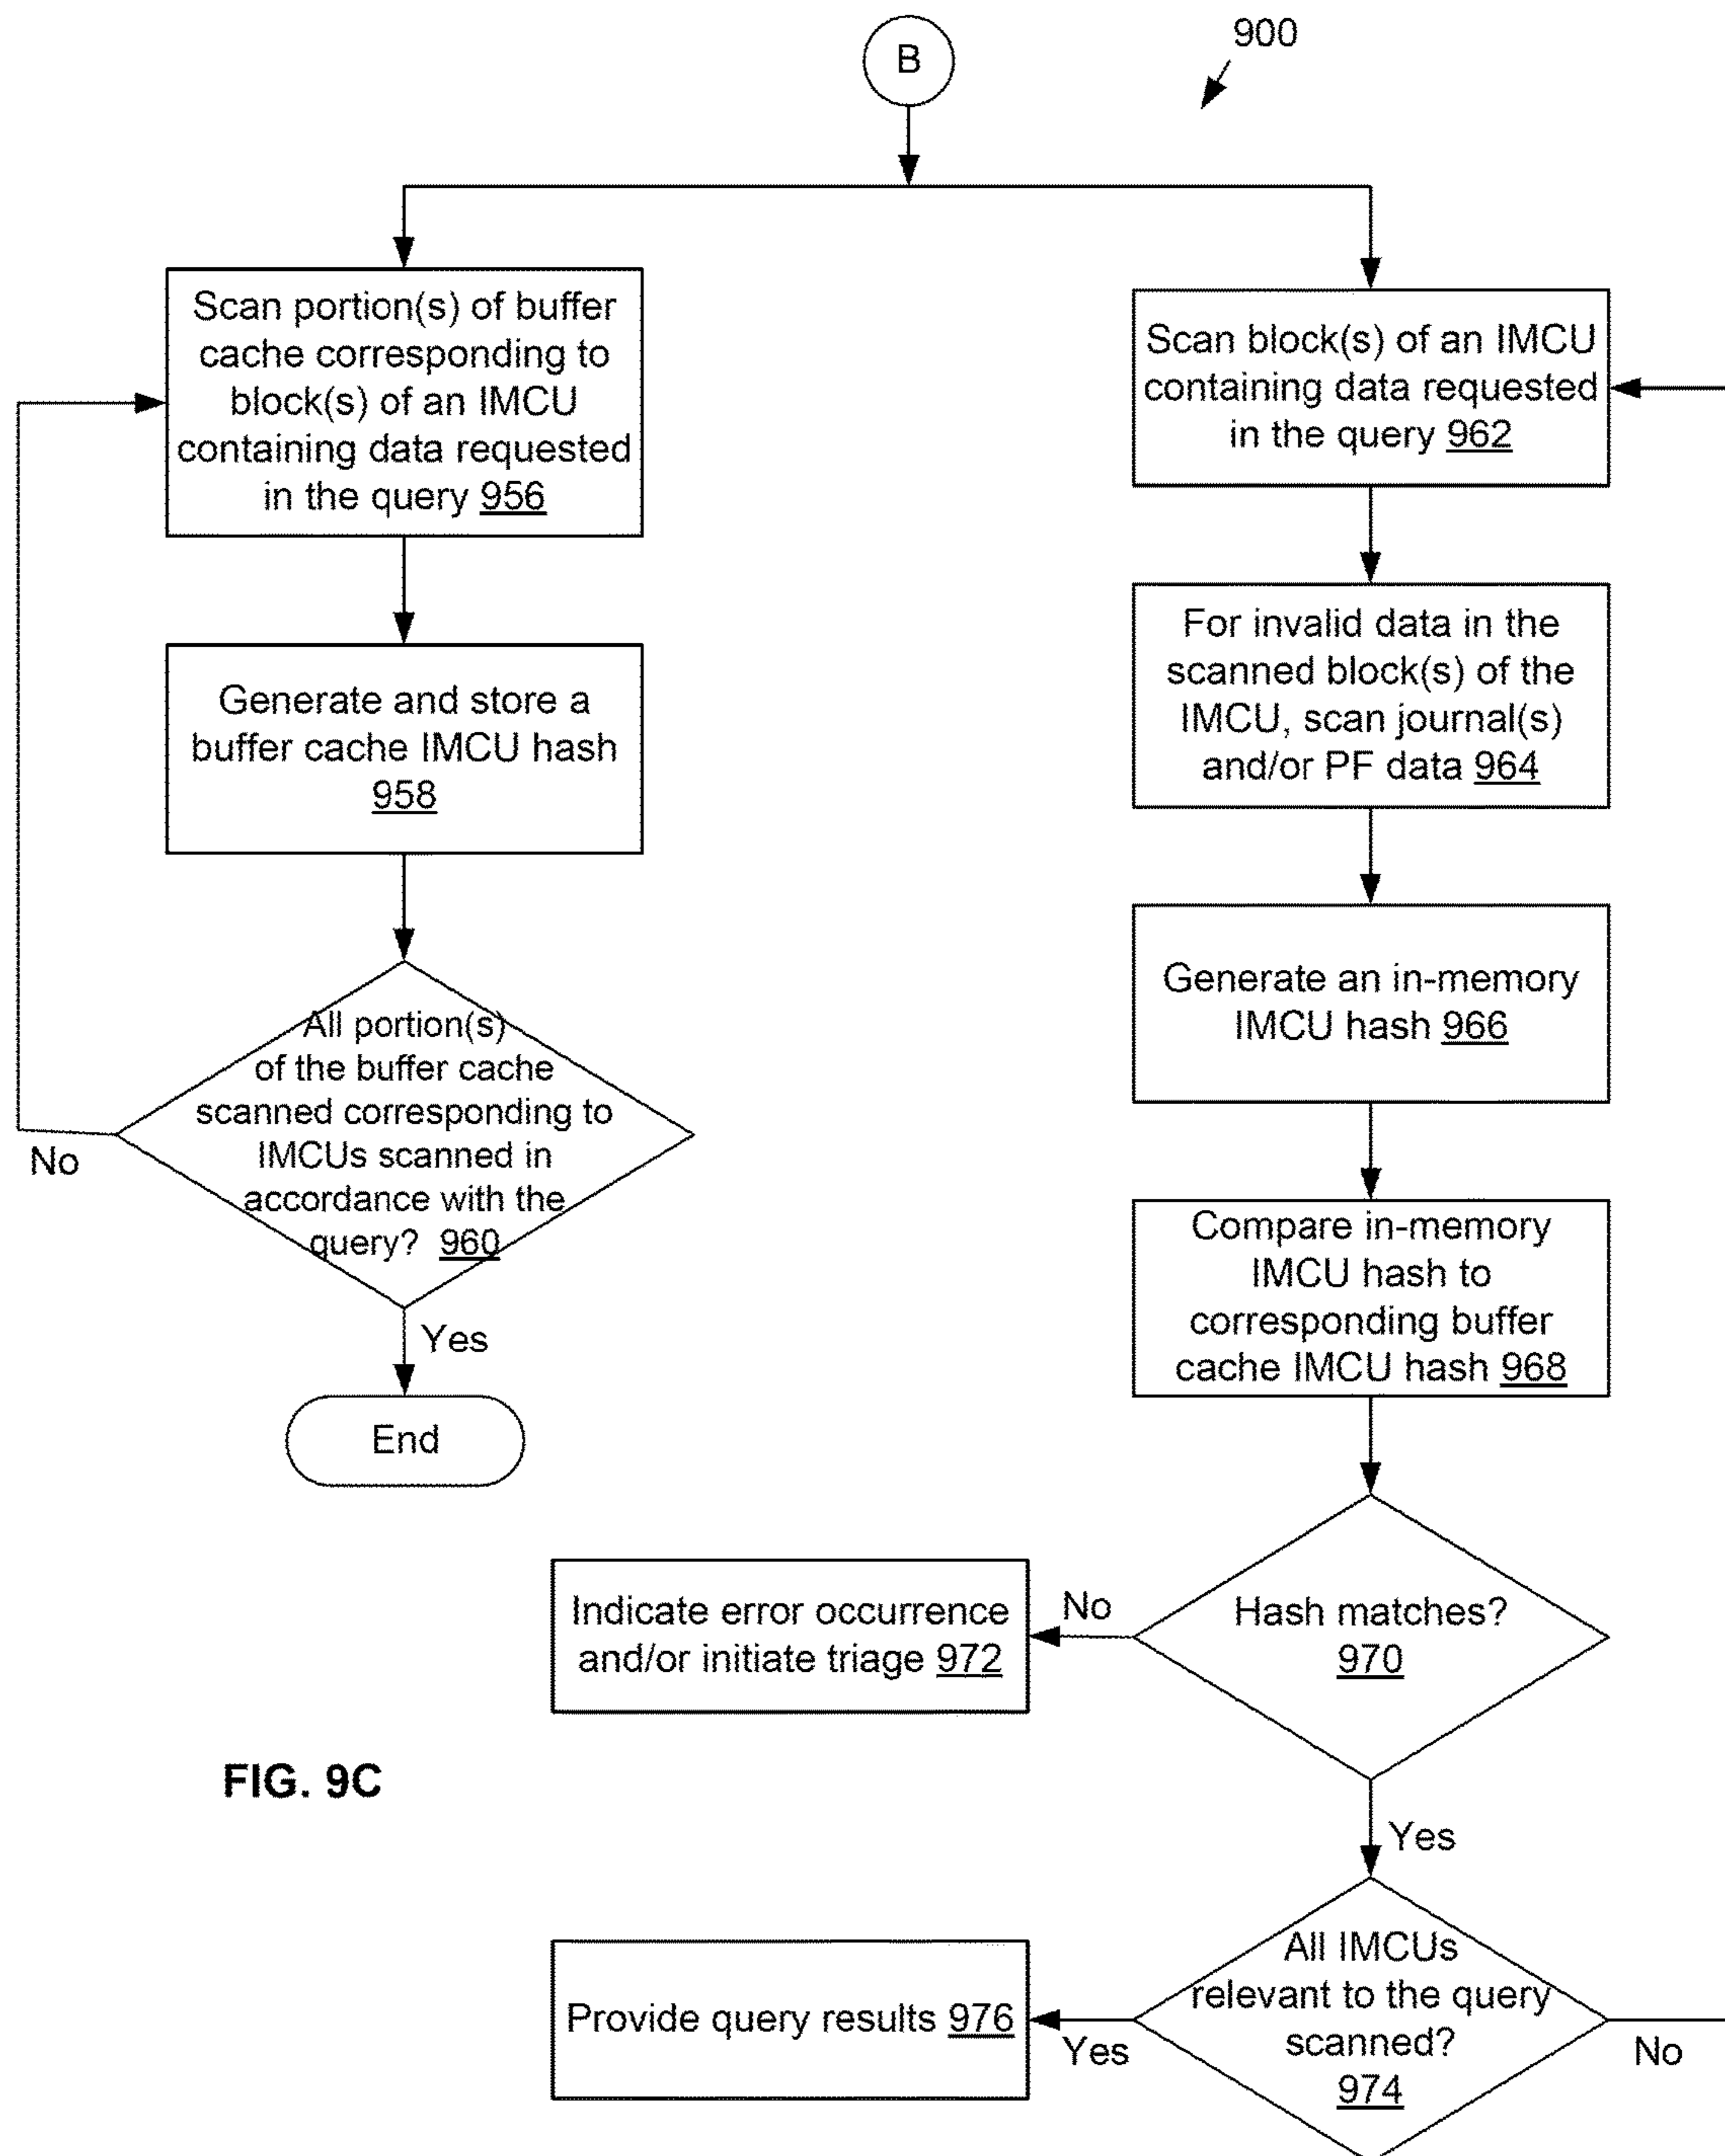 B
900
Scan portion(s) of buffer
cache corresponding to
block(s) of an IMCU
containing data requested
in the query 956
Generate and store a
buffer cache IMCU hash
958
All portion(s)
of the buffer cache
scanned corresponding to
IMCUs scanned in
accordance with the
query? 960
No
Yes
End
Scan block(s) of an IMCU
containing data requested
in the query 962
For invalid data in the
scanned block(s) of the
IMCU, scan journal(s)
and/or PF data 964
Generate an in-memory
IMCU hash 966
Compare in-memory
IMCU hash to
corresponding buffer
cache IMCU hash 968
Hash matches?
970
No
Indicate error occurrence
and/or initiate triage 972
Yes
All IMCUs
relevant to the query
scanned?
974
Yes
No
Provide query results 976
FIG. 9C